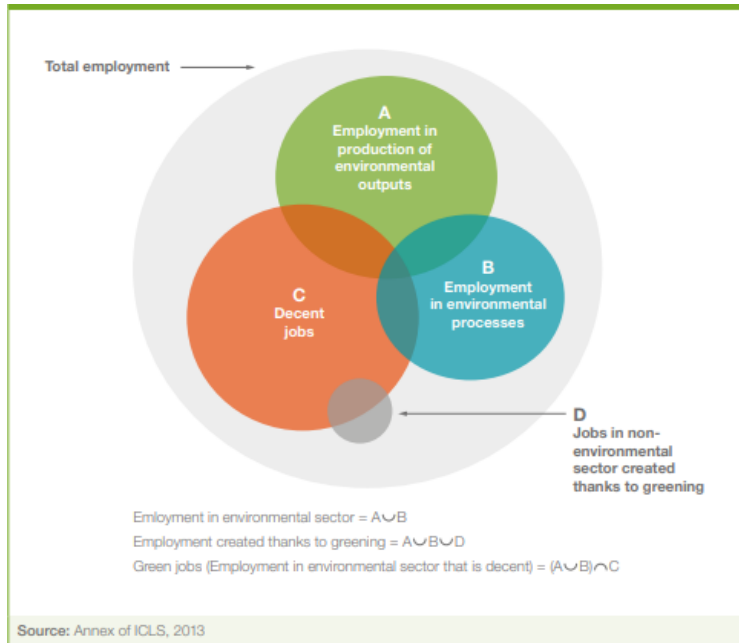 Total employment
A
Employment in
production of
environmental
outputs
B
Employment
in environmental
processes
C
Decent
jobs
D
Jobs in non-
environmental
sector created
thanks to greening
Emloyment in environmental sector = A∪B
Employment created thanks to greening = A∪B∪D
Green jobs (Employment in environmental sector that is decent) = (A∪B)∩C
Source: Annex of ICLS, 2013